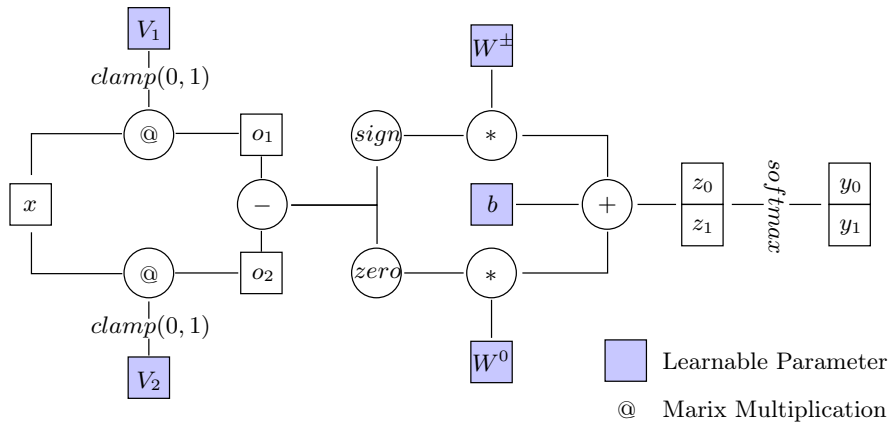 V₁
W±
clamp(0, 1)
@
o₁
sign
*
x
−
b
+
z₀
z₁
softmax
y₀
y₁
@
o₂
zero
*
clamp(0, 1)
V₂
W⁰
Learnable Parameter
@ Marix Multiplication